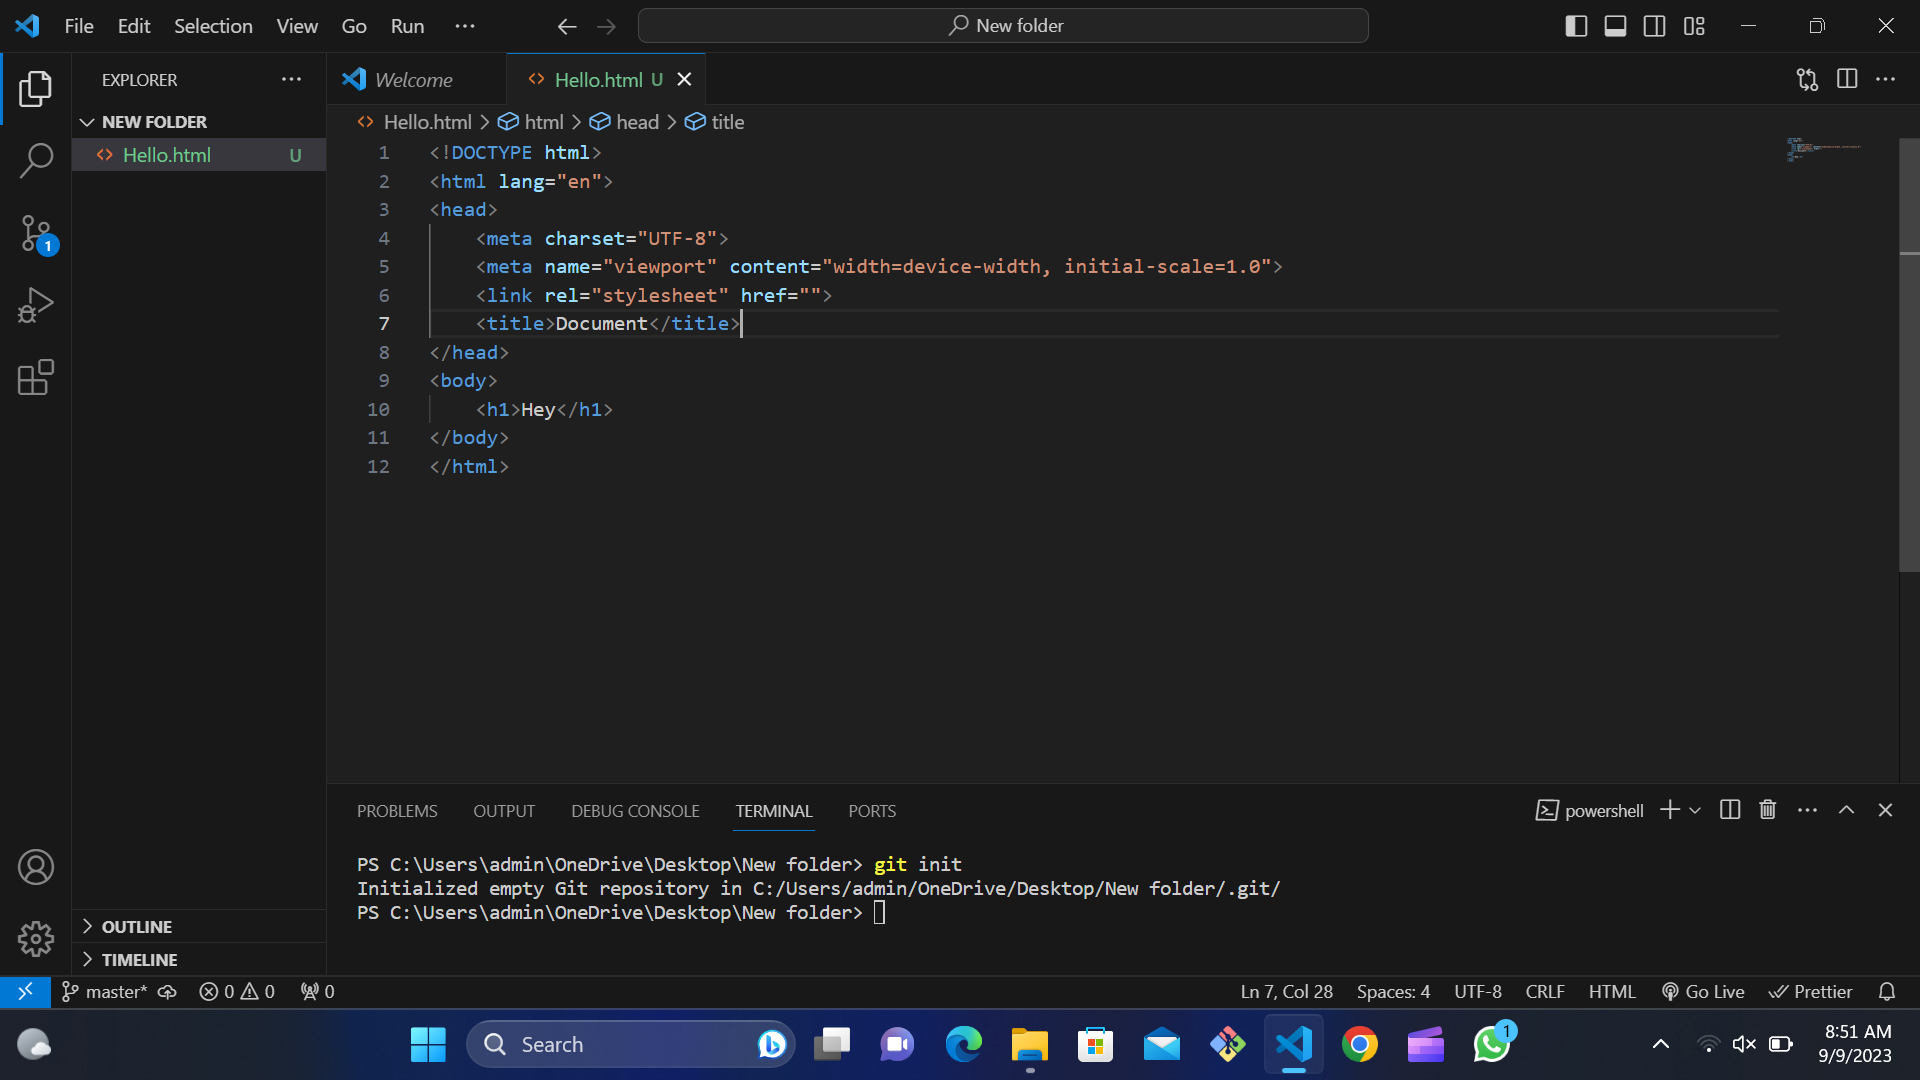 File Edit Selection View Go Run ··· New folder
EXPLORER
Welcome
Hello.html U
NEW FOLDER
Hello.html U
Hello.html > html > head > title
1 <!DOCTYPE html>
2 <html lang="en">
3 <head>
4 <meta charset="UTF-8">
5 <meta name="viewport" content="width=device-width, initial-scale=1.0">
6 <link rel="stylesheet" href="">
7 <title>Document</title>
8 </head>
9 <body>
10 <h1>Hey</h1>
11 </body>
12 </html>
1
PROBLEMS OUTPUT DEBUG CONSOLE TERMINAL PORTS powershell
PS C:\Users\admin\OneDrive\Desktop\New folder> git init
Initialized empty Git repository in C:/Users/admin/OneDrive/Desktop/New folder/.git/
PS C:\Users\admin\OneDrive\Desktop\New folder>
OUTLINE
TIMELINE
master* 0 0 0 Ln 7, Col 28 Spaces: 4 UTF-8 CRLF HTML Go Live Prettier
Search
1
8:51 AM
9/9/2023